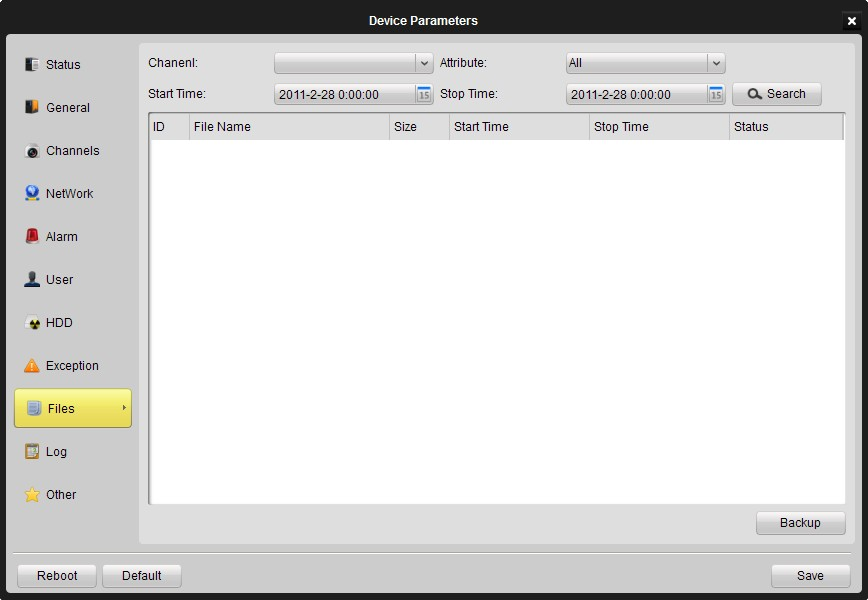 Device Parameters
Status
General
Channels
NetWork
Alarm
User
HDD
Exception
Files
Log
Other
Chanenl:
Attribute: All
Start Time: 2011-2-28 0:00:00 15
Stop Time: 2011-2-28 0:00:00 15
Search
ID File Name Size Start Time Stop Time Status
Backup
Reboot Default Save